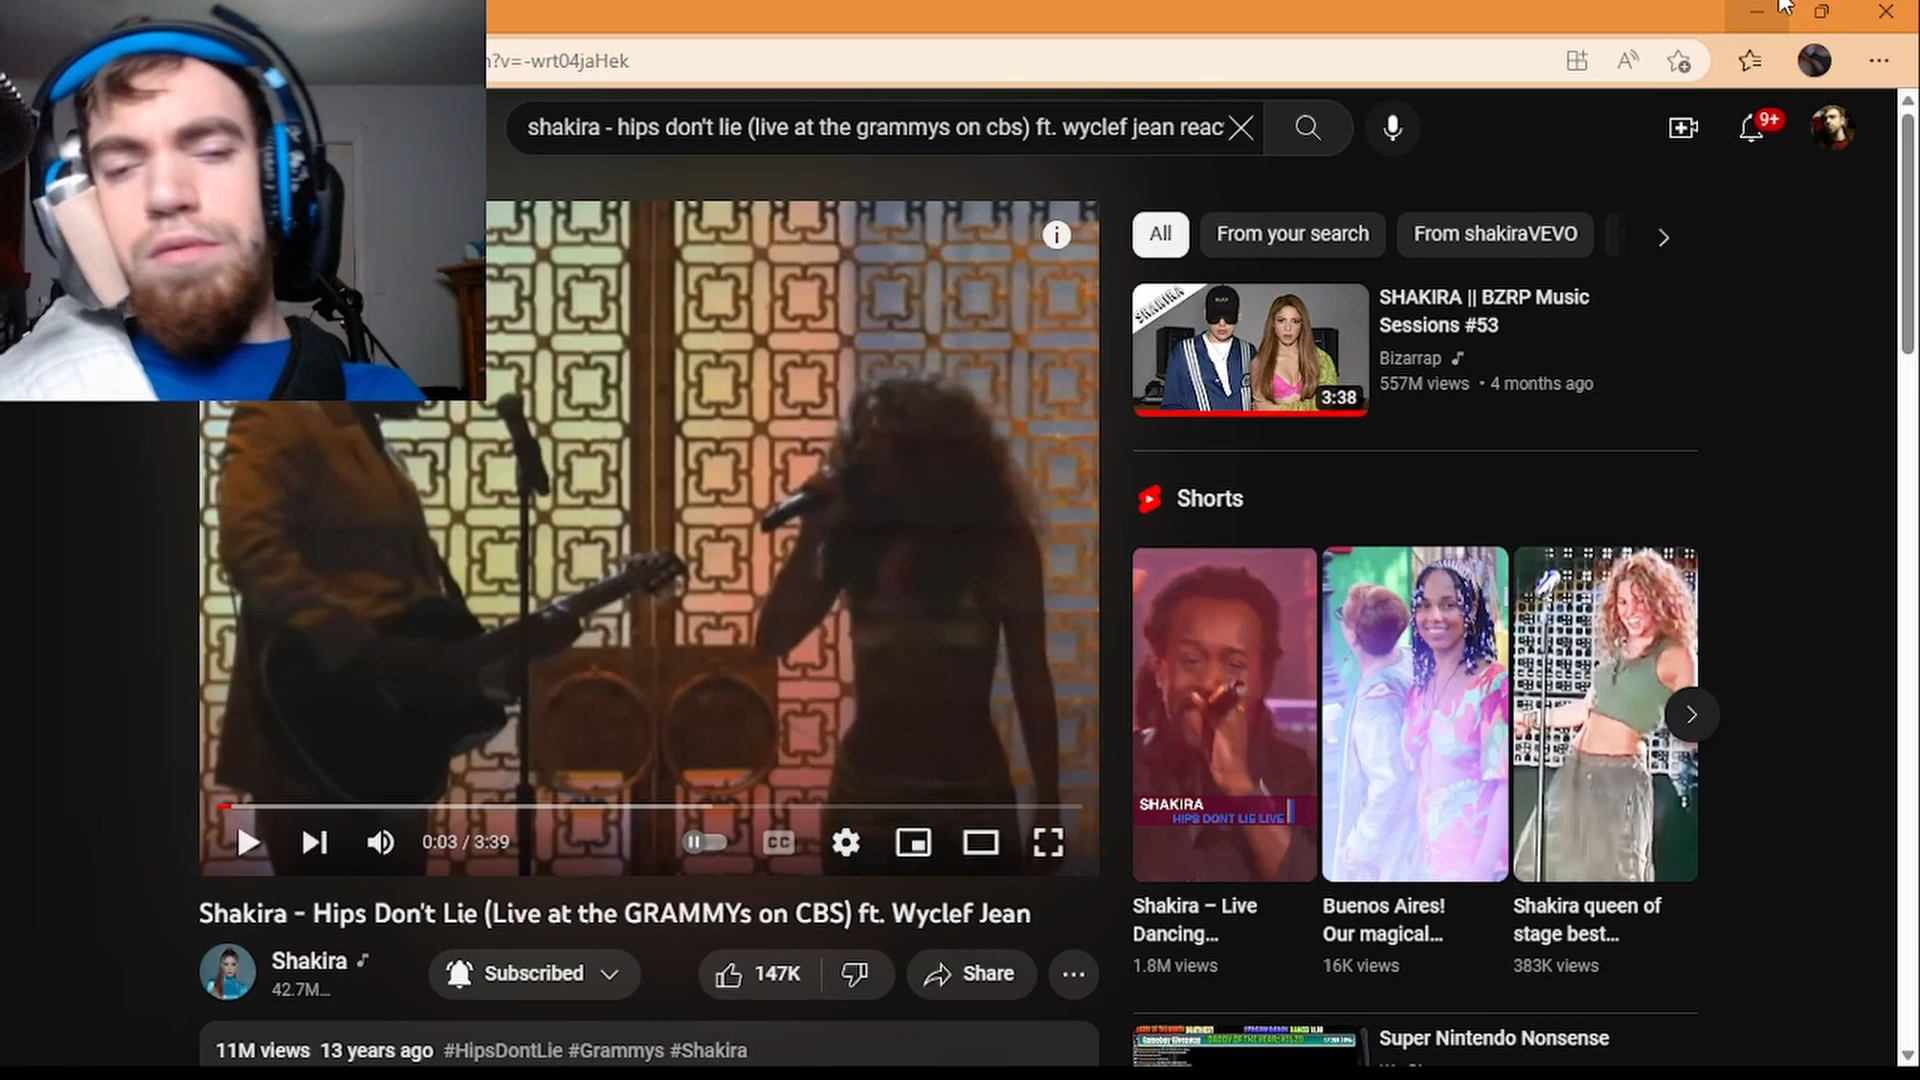 n?v=-wrt04jaHek
shakira - hips don't lie (live at the grammys on cbs) ft. wyclef jean reac
9+
All
From your search
From shakiraVEVO
SHAKIRA
3:38
SHAKIRA || BZRP Music
Sessions #53
Bizarrap
557M views • 4 months ago
Shorts
SHAKIRA
HIPS DONT LIE LIVE
Shakira – Live
Dancing...
1.8M views
Buenos Aires!
Our magical...
16K views
Shakira queen of
stage best...
383K views
0:03 / 3:39
CC
Shakira - Hips Don't Lie (Live at the GRAMMYs on CBS) ft. Wyclef Jean
Shakira
42.7M...
Subscribed
147K
Share
11M views 13 years ago #HipsDontLie #Grammys #Shakira
Super Nintendo Nonsense